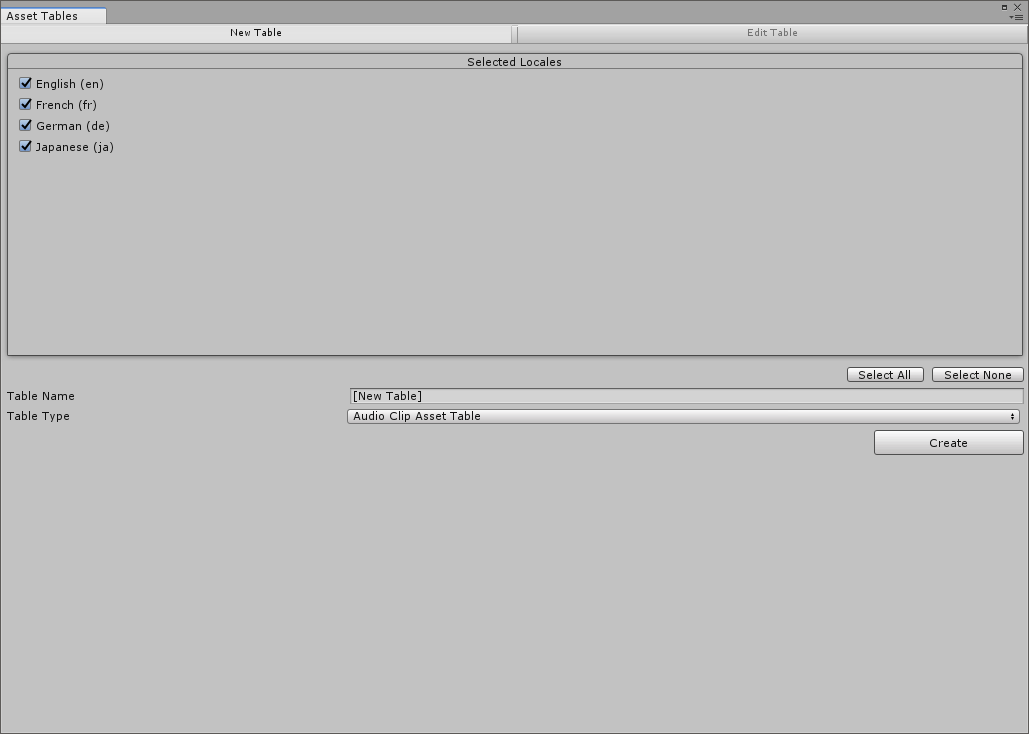 Asset Tables
New Table
Edit Table
Selected Locales
English (en)
French (fr)
German (de)
Japanese (ja)
Select All
Select None
Table Name
[New Table]
Table Type
Audio Clip Asset Table
Create